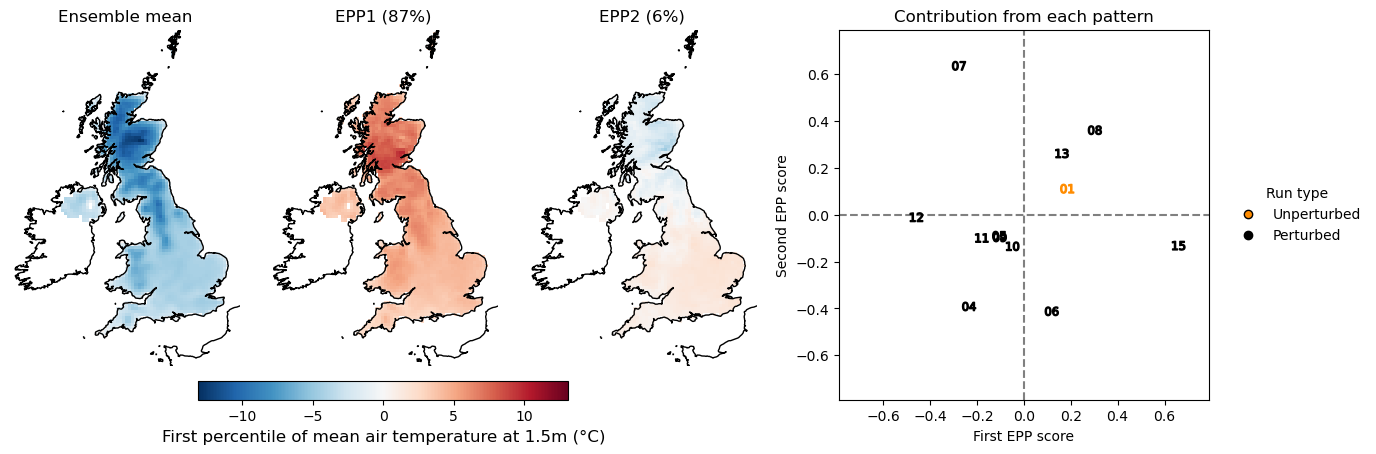 Ensemble mean
EPP1 (87%)
EPP2 (6%)
Contribution from each pattern
−10
−5
0
5
10
First percentile of mean air temperature at 1.5m (°C)
Second EPP score
0.6
0.4
0.2
0.0
−0.2
−0.4
−0.6
07
08
13
01
12
11
10
15
04
06
−0.6
−0.4
−0.2
0.0
0.2
0.4
0.6
First EPP score
Run type
Unperturbed
Perturbed